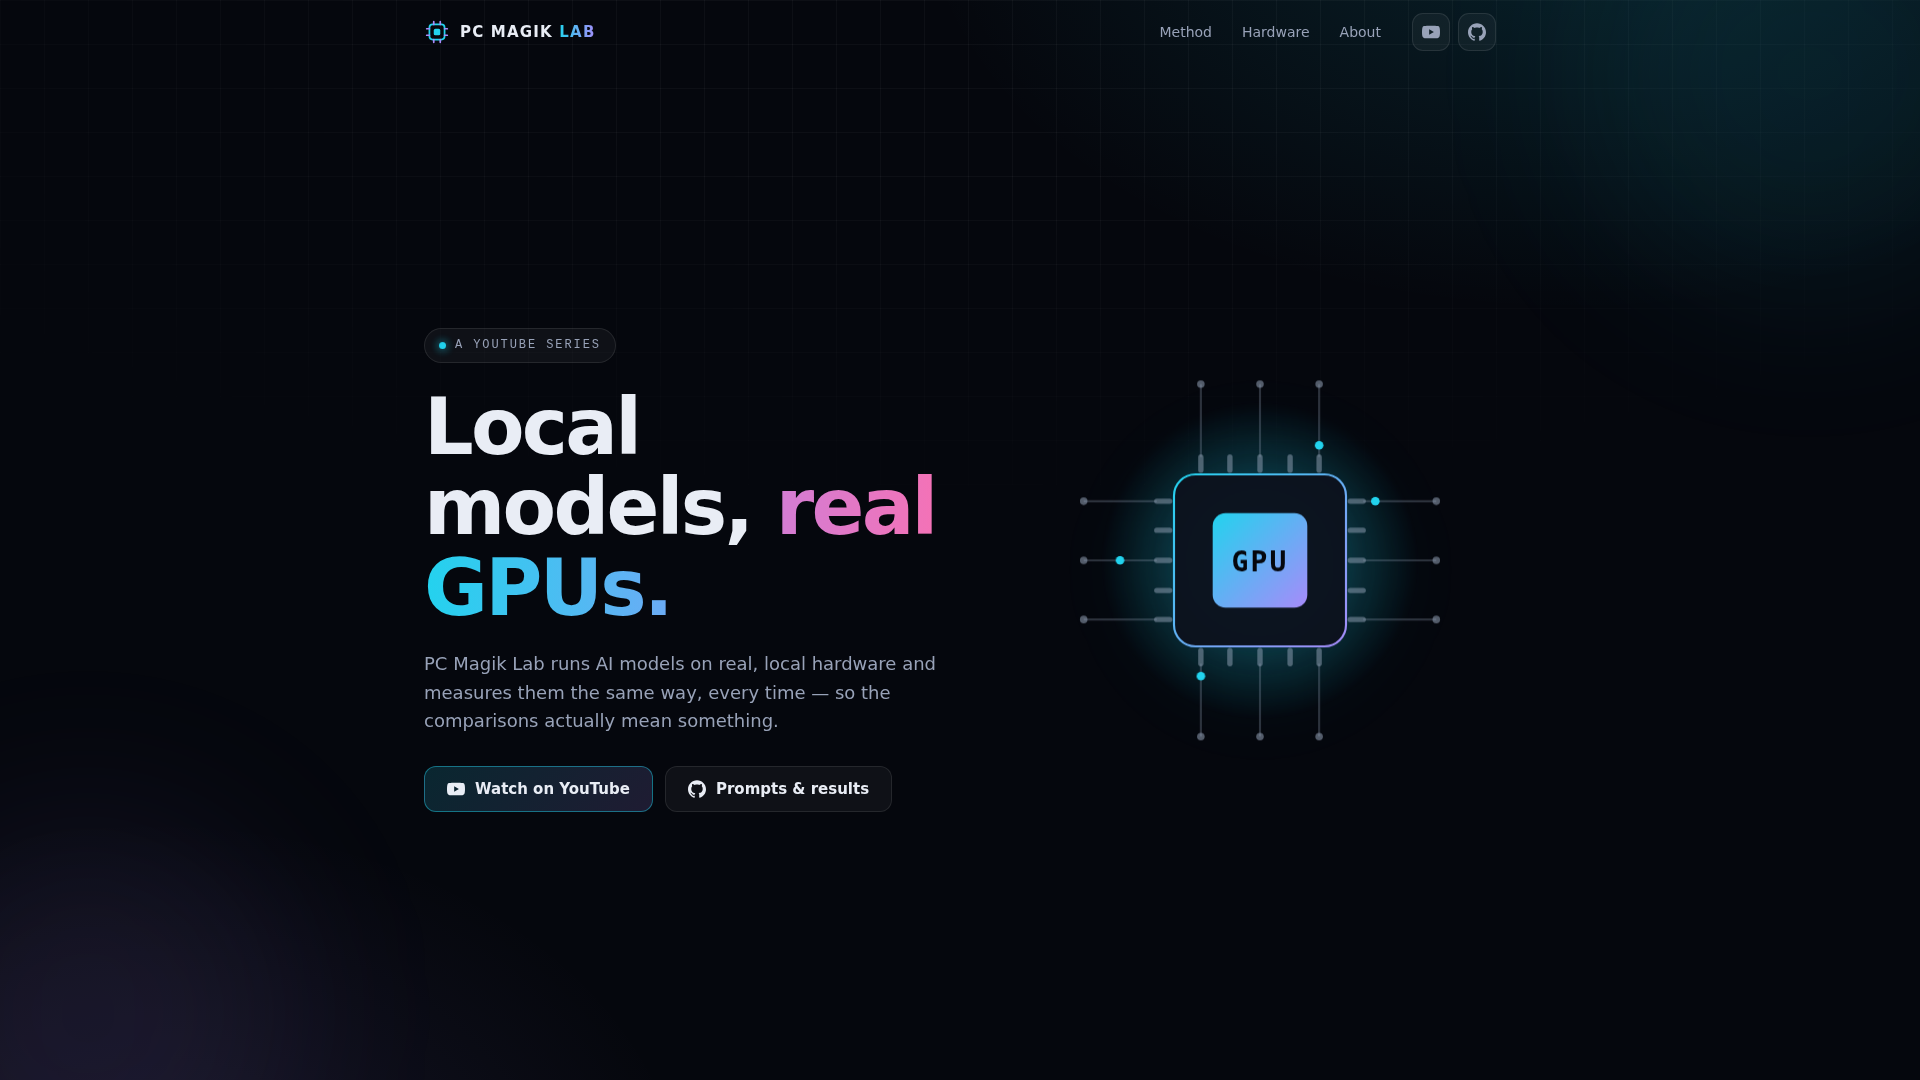 PC MAGIK LAB
Method Hardware About
A YOUTUBE SERIES
Local
models, real
GPUs.
PC Magik Lab runs AI models on real, local hardware and
measures them the same way, every time — so the
comparisons actually mean something.
Watch on YouTube
Prompts & results
GPU